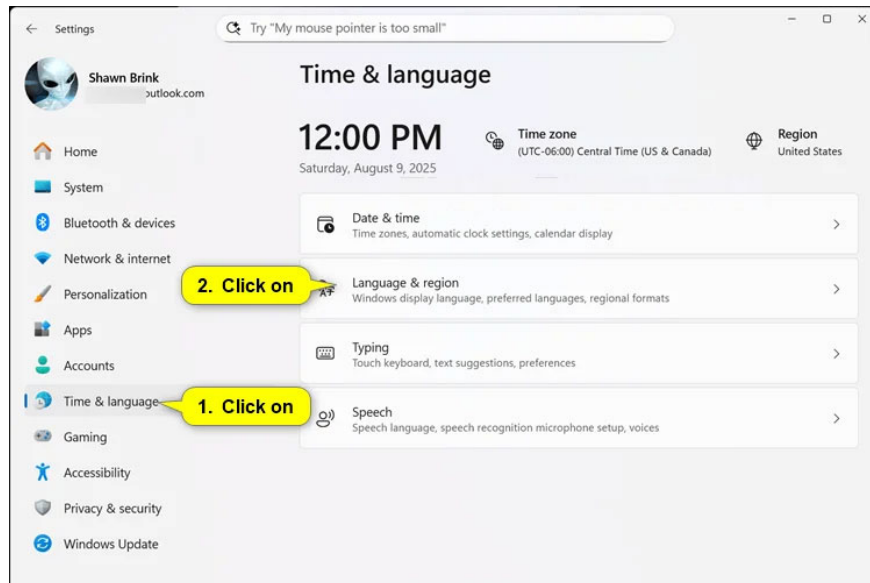 Settings
Try "My mouse pointer is too small"
Shawn Brink
outlook.com
Home
System
Bluetooth & devices
Network & internet
Personalization
Apps
Accounts
Time & language
Gaming
Accessibility
Privacy & security
Windows Update
1. Click on
2. Click on
Time & language
12:00 PM
Saturday, August 9, 2025
Time zone
(UTC-06:00) Central Time (US & Canada)
Region
United States
Date & time
Time zones, automatic clock settings, calendar display
Language & region
Windows display language, preferred languages, regional formats
Typing
Touch keyboard, text suggestions, preferences
Speech
Speech language, speech recognition microphone setup, voices